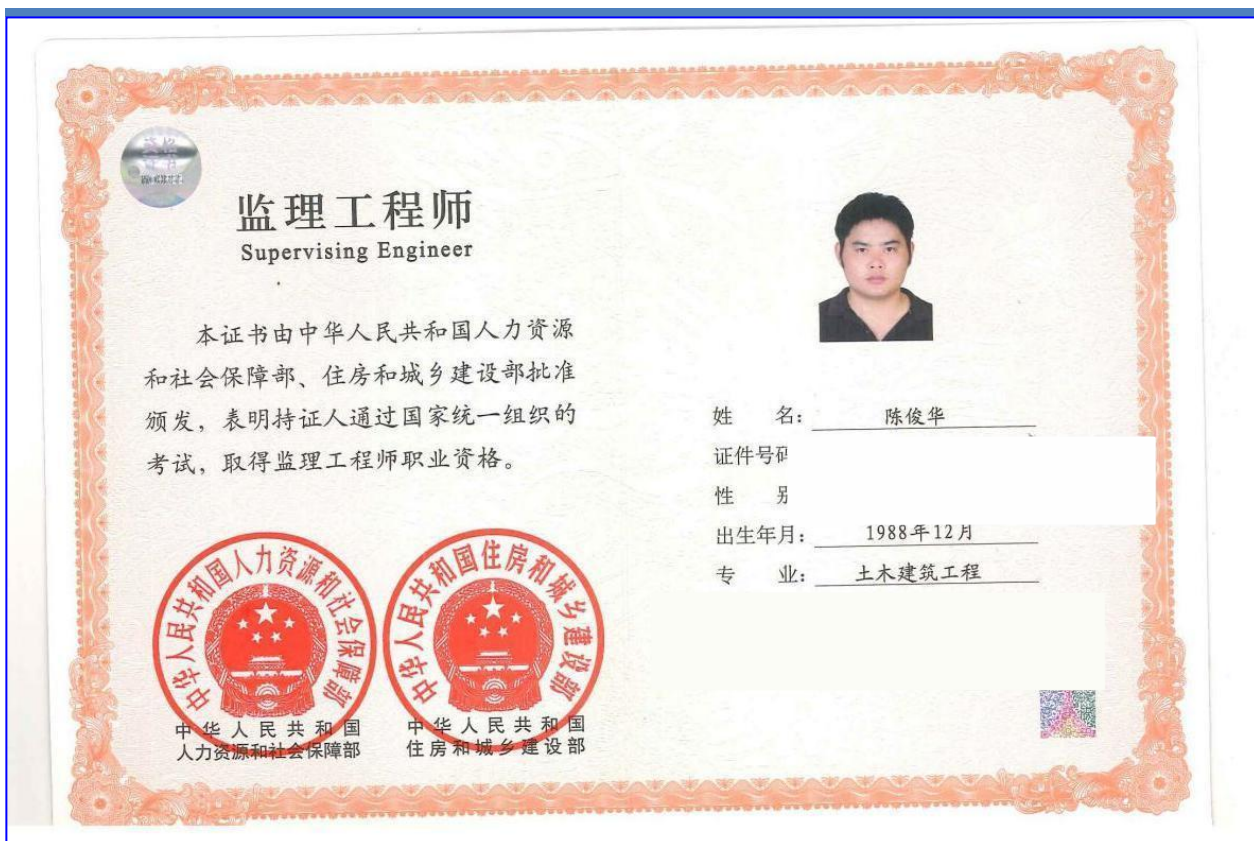 监理工程师
Supervising Engineer
本证书由中华人民共和国人力资源
和社会保障部、住房和城乡建设部批准
颁发，表明持证人通过国家统一组织的
考试，取得监理工程师职业资格。
中华人民共和国人力资源和社会保障部
中华人民共和国
人力资源和社会保障部
中华人民共和国住房和城乡建设部
中华人民共和国
住房和城乡建设部
姓 名：陈俊华
证件号码
性
出生年月：1988年12月
专 业：土木建筑工程